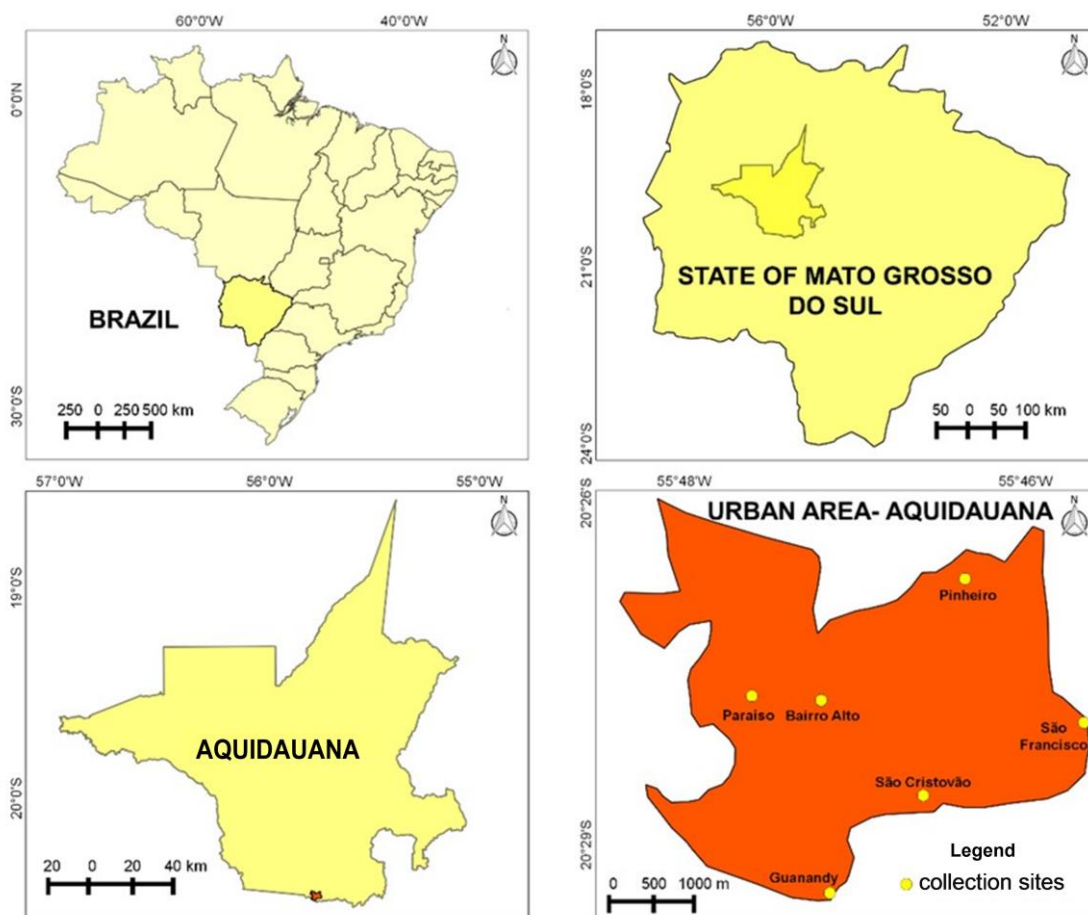 60°0'W 40°0'W
N
0°0'N
BRAZIL
30°0'S
250 0 250 500 km
56°0'W 52°0'W
N
18°0'S
21°0'S
STATE OF MATO GROSSO
DO SUL
24°0'S
50 0 50 100 km
57°0'W 56°0'W 55°0'W
N
19°0'S
AQUIDAUANA
20°0'S
20 0 20 40 km
55°48'W 55°46'W
20°26'S
URBAN AREA- AQUIDAUANA
N
Pinheiro
Paraiso
Bairro Alto
São
Francisco
São Cristovão
20°29'S
Guanandy
Legend
collection sites
0 500 1000 m